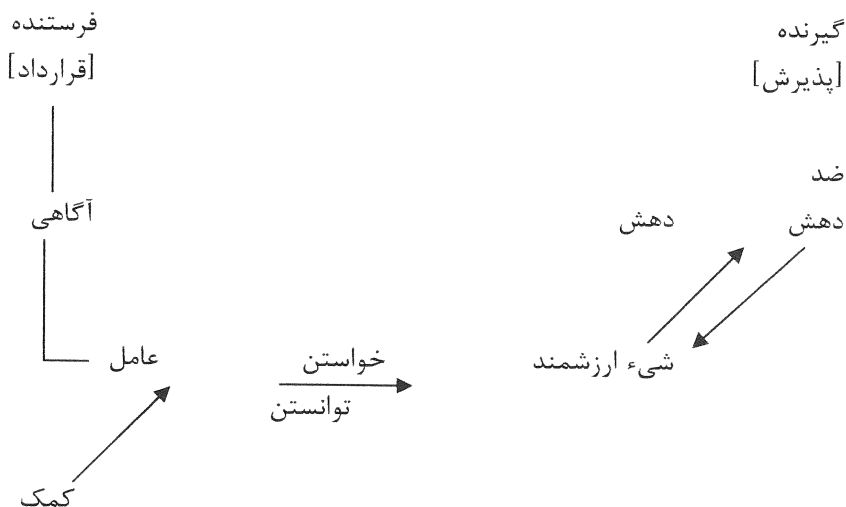 فرستنده
[قرارداد]
گیرنده
[پذیرش]
ضد
آگاهی
دهش
دهش
عامل
خواستن
توانستن
شیء ارزشمند
کمک